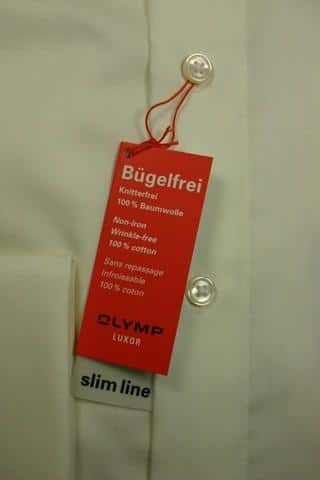 Bügelfrei
Knitterfrei
100% Baumwolle
Non-iron
Wrinkle-free
100% cotton
Sans repassage
Infroissable
100% coton
OLYMP
LUXOR
slim line